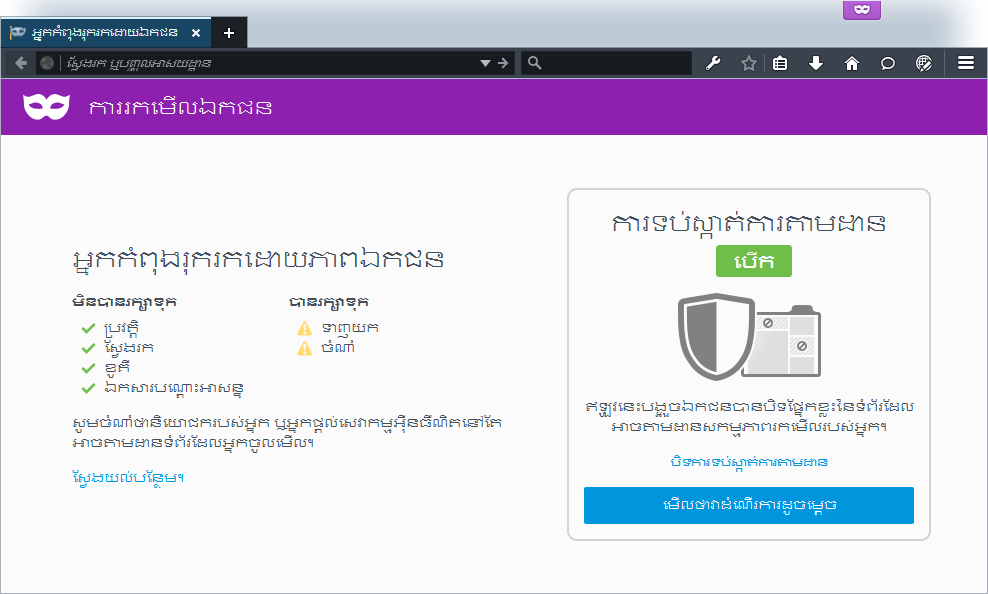 អ្នកកំពុងរុករកដោយឯកជន
ស្វែងរក ឬបញ្ចូលអាសយដ្ឋាន
ការរកមើលឯកជន
អ្នកកំពុងរុករកដោយភាពឯកជន
មិនបានរក្សាទុក
បានរក្សាទុក
ប្រវត្តិ
ទាញយក
ស្វែងរក
ចំណាំ
ខូគី
ឯកសារបណ្ដោះអាសន្ន
សូមចំណាំថានិយោជករបស់អ្នក ឬអ្នកផ្ដល់សេវាកម្មអ៊ីនធឺណិតនៅតែ
អាចតាមដានទំព័រដែលអ្នកចូលមើល។
ស្វែងយល់បន្ថែម។
ការទប់ស្កាត់ការតាមដាន
បើក
ឥឡូវនេះបង្អួចឯកជនបានបិទផ្នែកខ្លះនៃទំព័រដែល
អាចតាមដានសកម្មភាពរកមើលរបស់អ្នក។
បិទការទប់ស្កាត់ការតាមដាន
មើលថាវាដំណើរការដូចម្ដេច